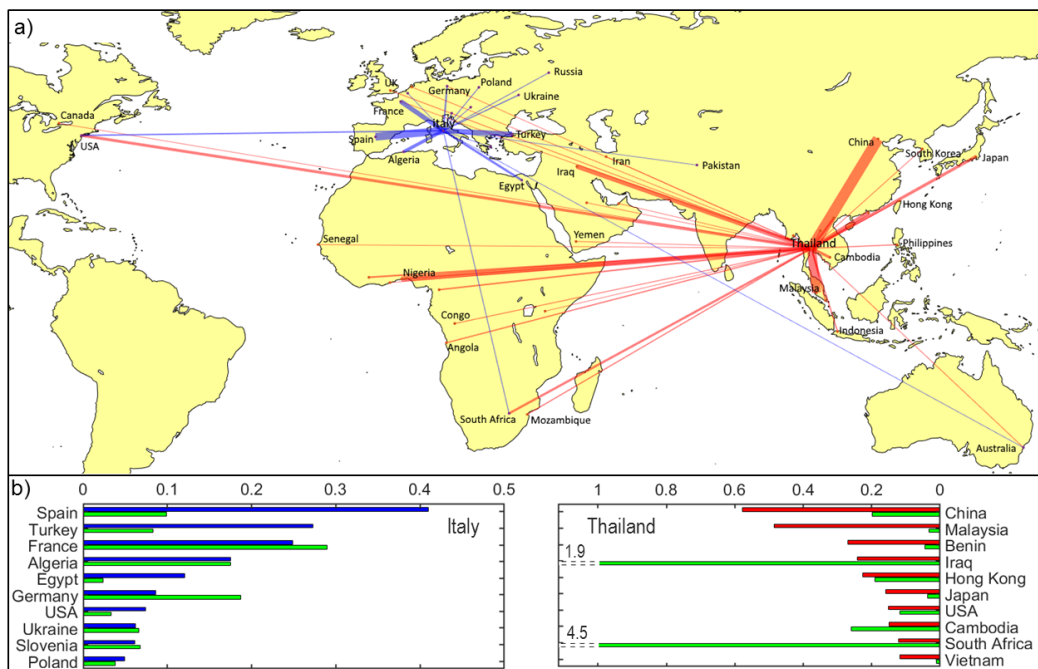 a)
Russia
UK
Germany
Poland
France
Ukraine
Canada
Italy
USA
Spain
Turkey
China
South Korea
Japan
Algeria
Iraq
Iran
Pakistan
Egypt
Hong Kong
Senegal
Yemen
Thailand
Philippines
Cambodia
Nigeria
Malaysia
Congo
Indonesia
Angola
South Africa
Mozambique
Australia
b)
0 0.1 0.2 0.3 0.4 0.5
Italy
Spain
Turkey
France
Algeria
Egypt
Germany
USA
Ukraine
Slovenia
Poland
1 0.8 0.6 0.4 0.2 0
Thailand
1.9
4.5
China
Malaysia
Benin
Iraq
Hong Kong
Japan
USA
Cambodia
South Africa
Vietnam